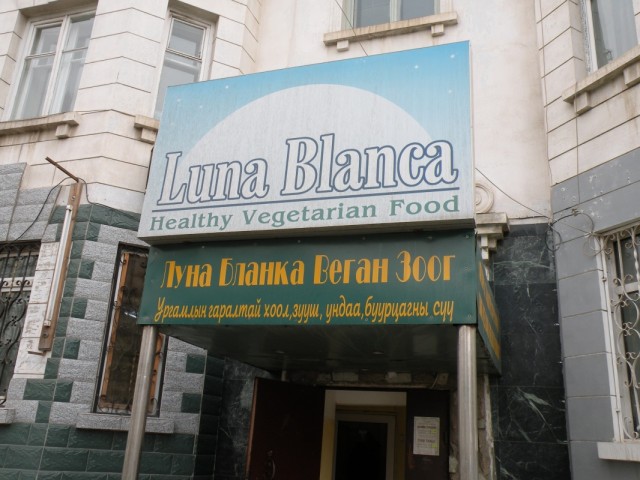 Luna Blanca
Healthy Vegetarian Food
Луна Бланка Веган Зоог
Ургамлын гаралтай хоол,зууш, ундаа,буурцагны сүү